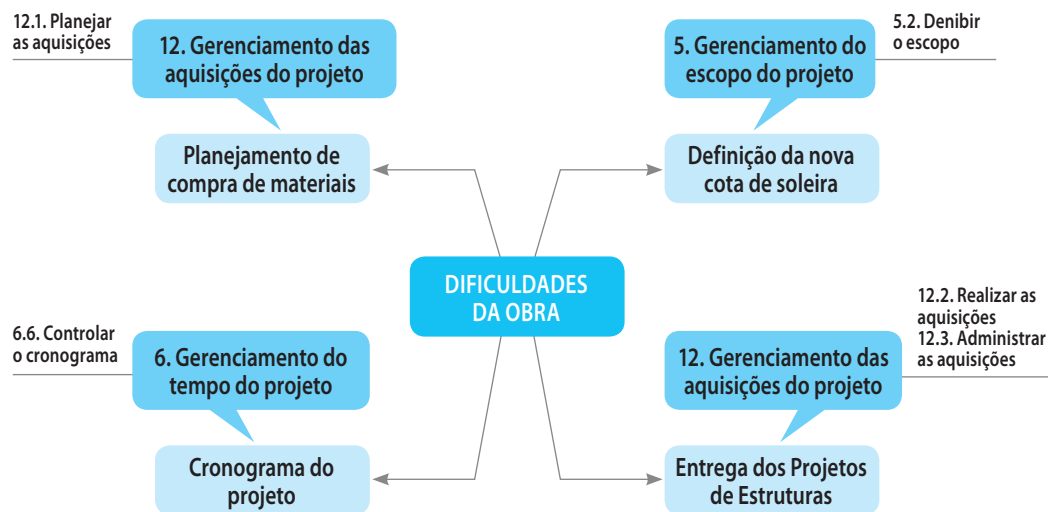 12.1. Planejar
as aquisições
12. Gerenciamento das
aquisições do projeto
Planejamento de
compra de materiais
5.2. Denibir
o escopo
5. Gerenciamento do
escopo do projeto
Definição da nova
cota de soleira
DIFICULDADES
DA OBRA
6.6. Controlar
o cronograma
6. Gerenciamento do
tempo do projeto
Cronograma do
projeto
12.2. Realizar as
aquisições
12.3. Administrar
as aquisições
12. Gerenciamento das
aquisições do projeto
Entrega dos Projetos
de Estruturas